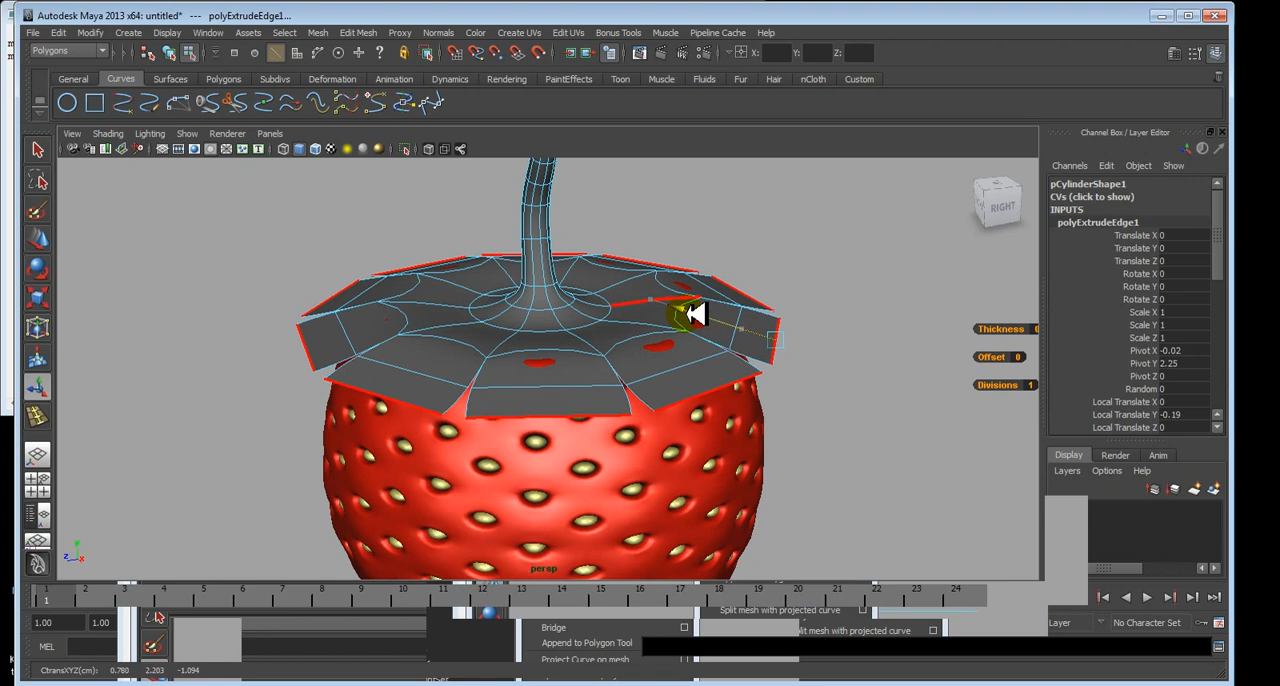 Autodesk Maya 2013 x64: untitled* --- polyExtrudeEdge1...
File Edit Modify Create Display Window Assets Select Mesh Edit Mesh Proxy Normals Color Create UVs Edit UVs Bonus Tools Muscle Pipeline Cache Help
Polygons X: Y: Z:
General Curves Surfaces Polygons Subdivs Deformation Animation Dynamics Rendering PaintEffects Toon Muscle Fluids Fur Hair nCloth Custom
View Shading Lighting Show Renderer Panels
Channel Box / Layer Editor
Channels Edit Object Show
pCylinderShape1
CVs (click to show)
INPUTS
polyExtrudeEdge1
Translate X 0
Translate Y 0
Translate Z 0
Rotate X 0
Rotate Y 0
Rotate Z 0
Scale X 1
Scale Y 1
Scale Z 1
Pivot X -0.02
Pivot Y 2.25
Pivot Z 0
Random 0
Local Translate X 0
Local Translate Y -0.19
Local Translate Z 0
RIGHT
Thickness 0
Offset 0
Divisions 1
Display Render Anim
Layers Options Help
z x
persp
1 2 3 4 5 6 7 8 9 10 11 12 13 14 15 16 17 18 19 20 21 22 23 24
1
1.00 1.00
Split mesh with projected curve
Split mesh with projected curve
Layer No Character Set
Bridge
Append to Polygon Tool
Project Curve on mesh
MEL
CtransXYZ(cm): 0.780 2.203 -1.094